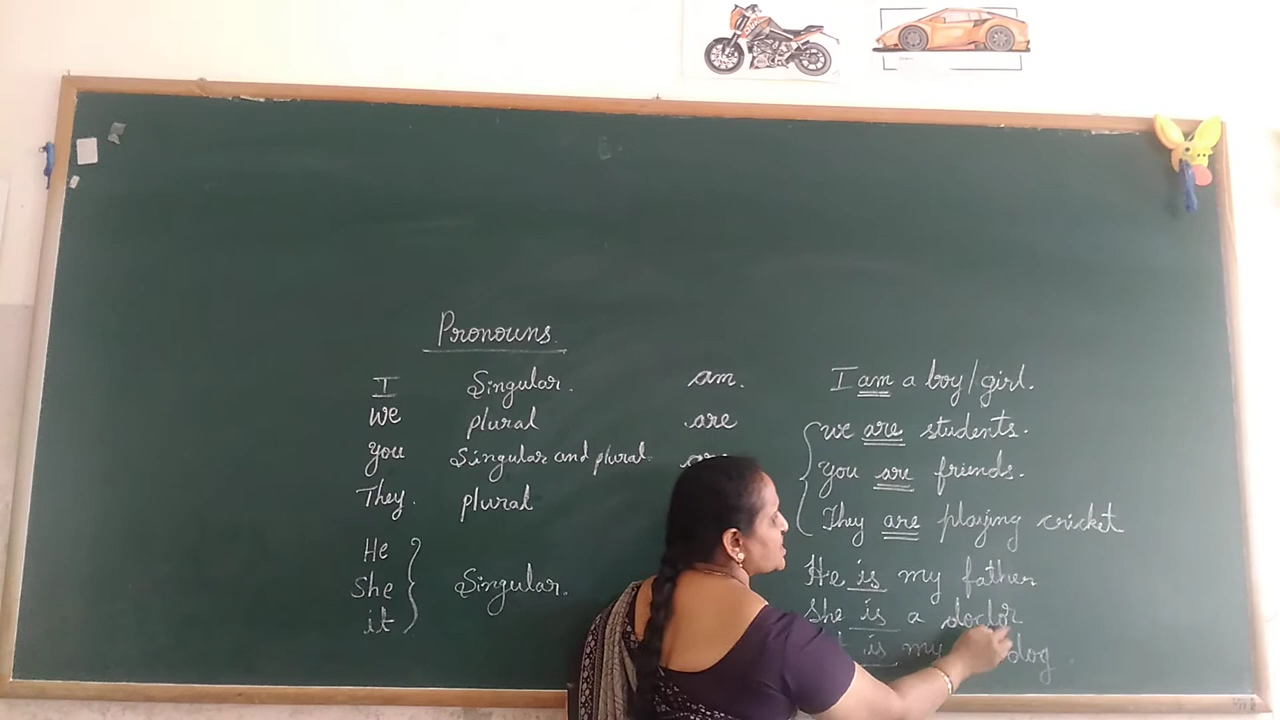 Pronouns.
I Singular. am. I am a boy/girl.
we plural are we are students.
you Singular and plural. are you are friends.
They. plural They are playing cricket
He He is my father
She Singular. She is a doctor
it is my dog.